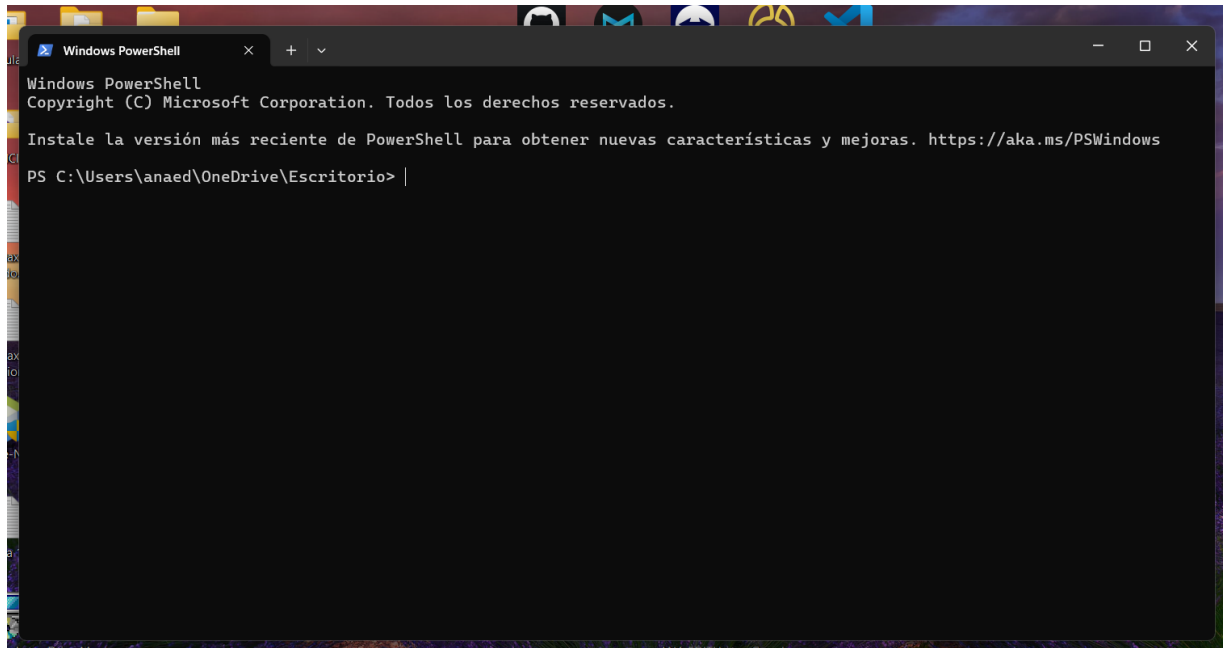 Windows PowerShell
Windows PowerShell
Copyright (C) Microsoft Corporation. Todos los derechos reservados.
Instale la versión más reciente de PowerShell para obtener nuevas características y mejoras. https://aka.ms/PSWindows
PS C:\Users\anaed\OneDrive\Escritorio>